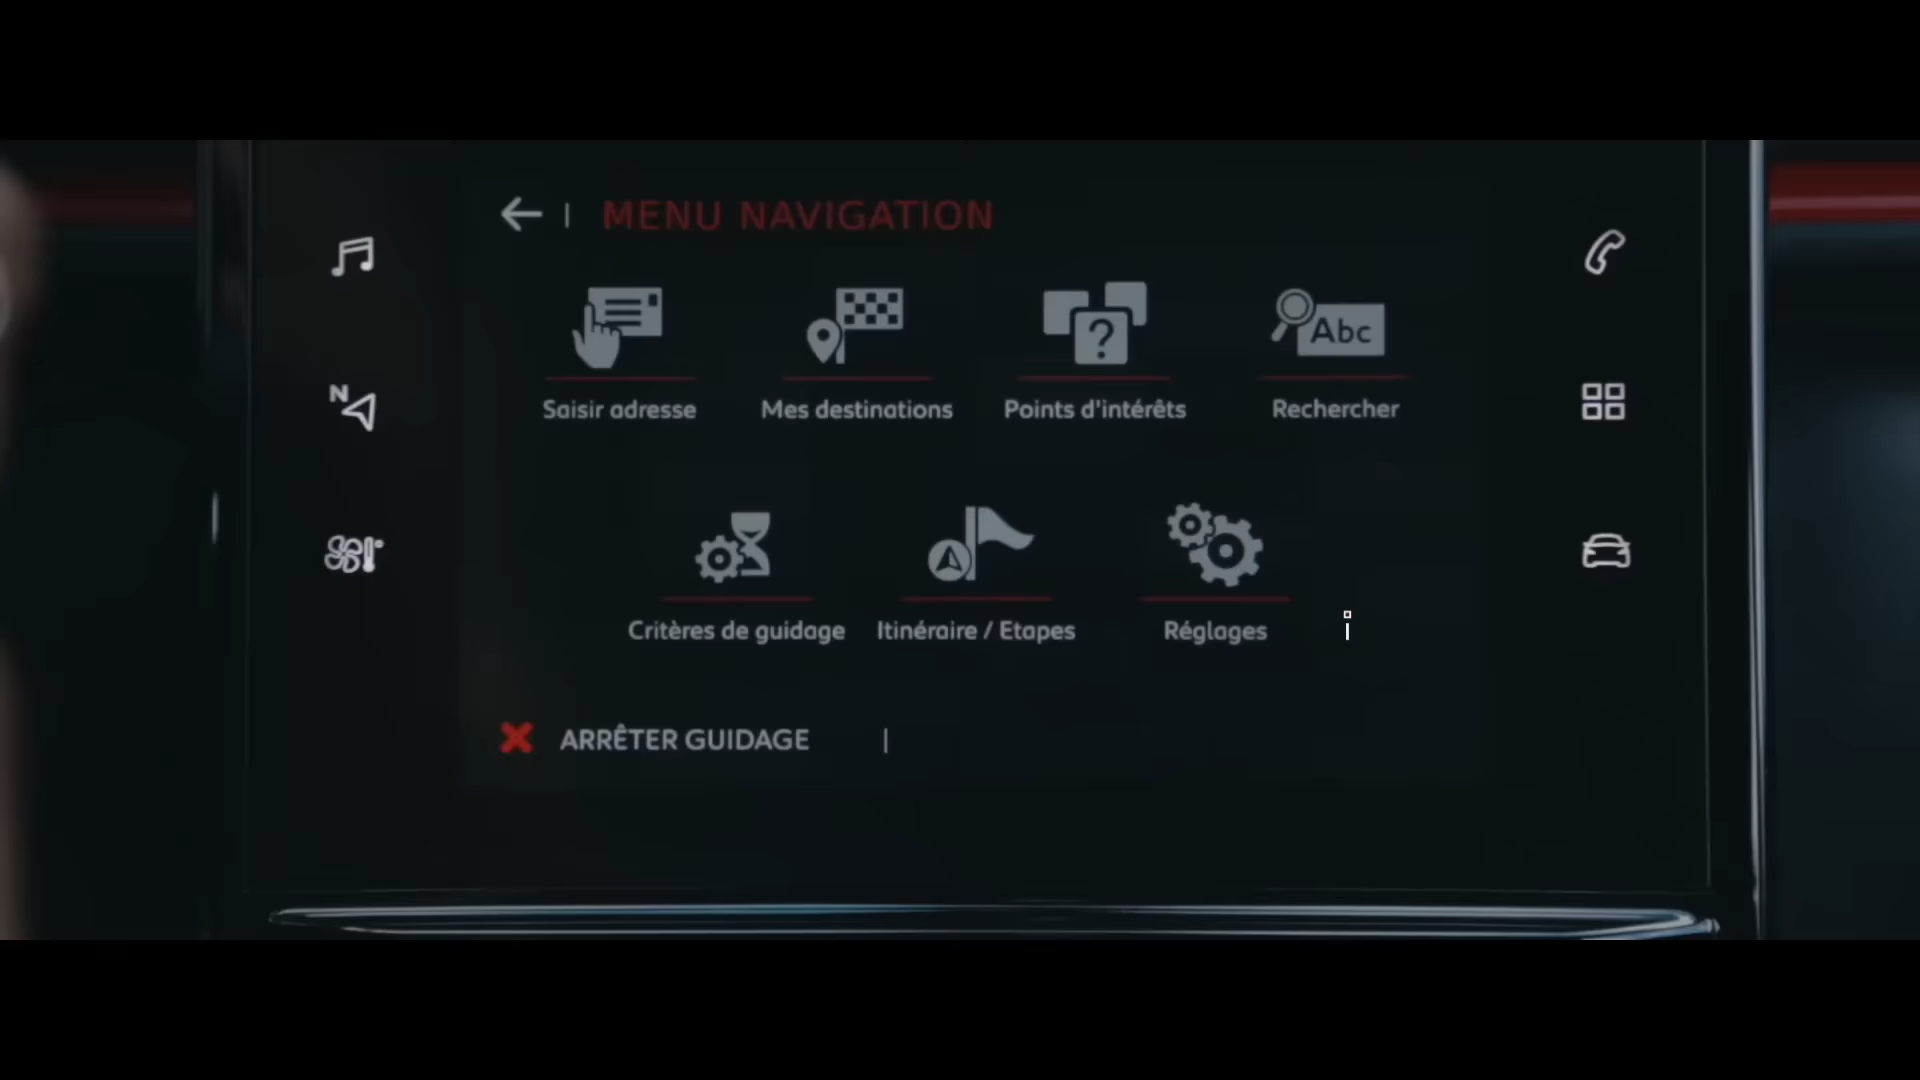 MENU NAVIGATION
Abc
Saisir adresse
Mes destinations
Points d'intérêts
Rechercher
N
Critères de guidage
Itinéraire / Etapes
Réglages
i
ARRÊTER GUIDAGE